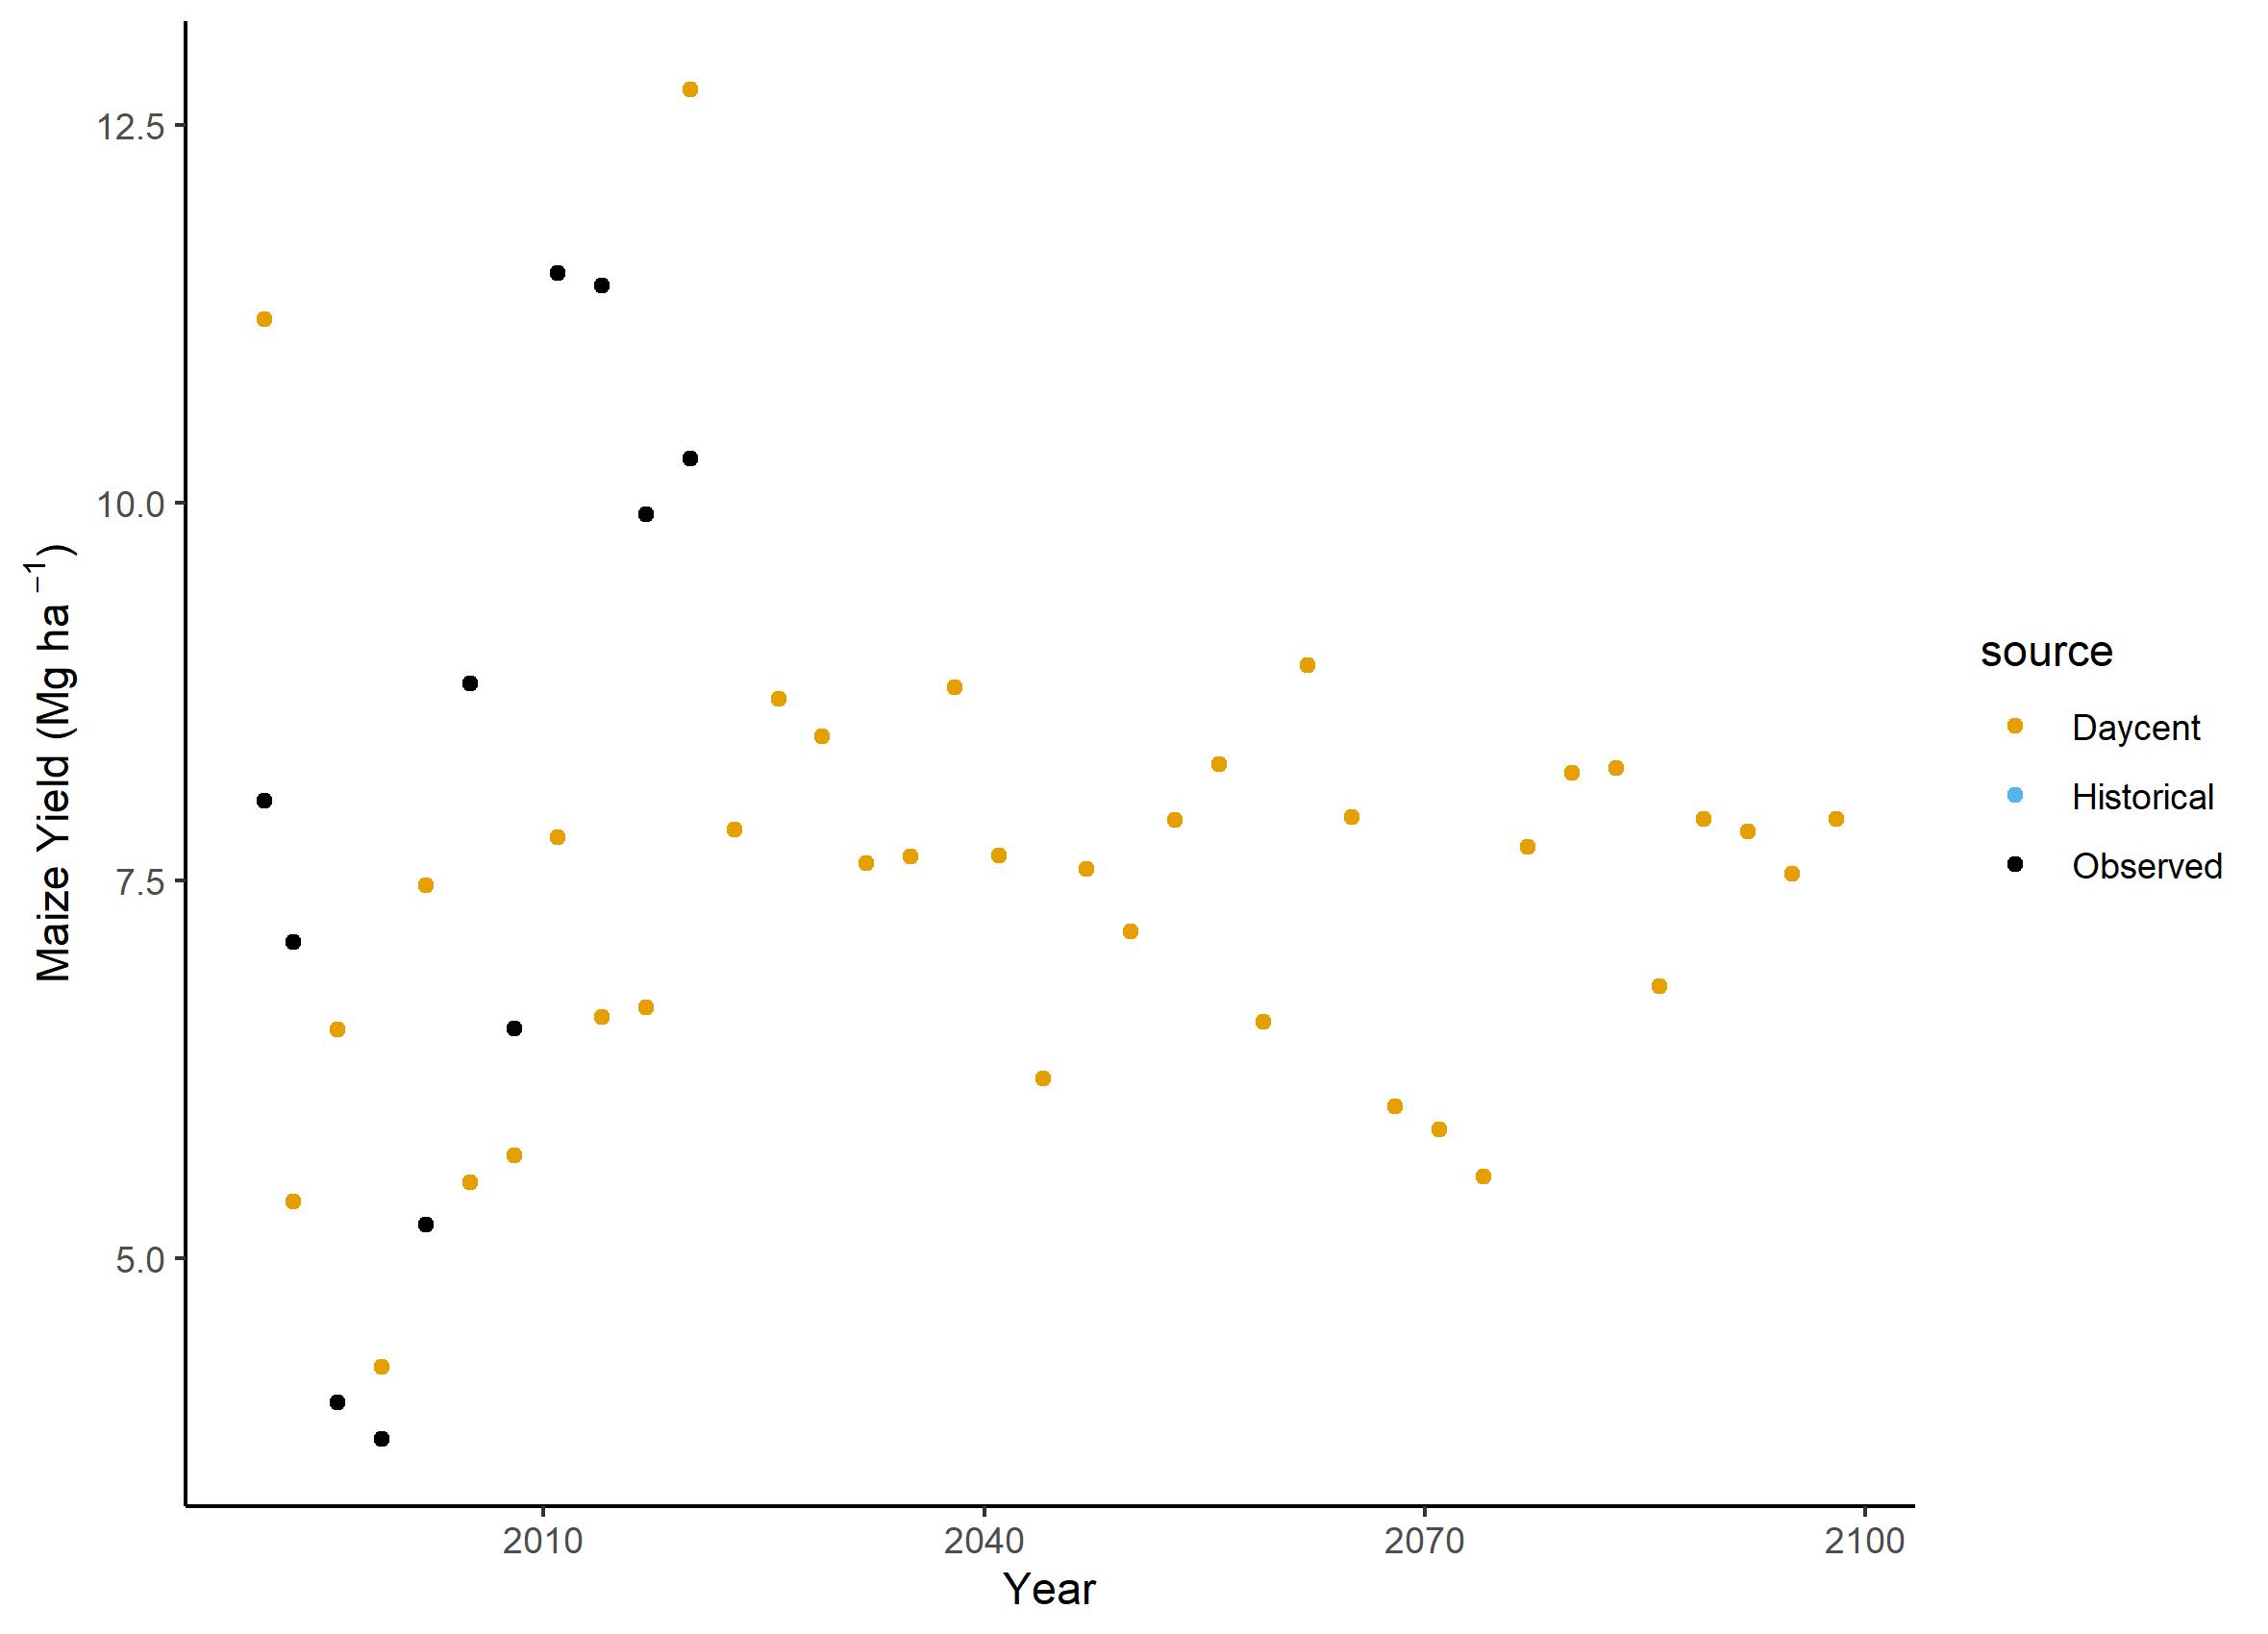 12.5
10.0
7.5
5.0
Maize Yield (Mg ha⁻¹)
2010
2040
2070
2100
Year
source
Daycent
Historical
Observed